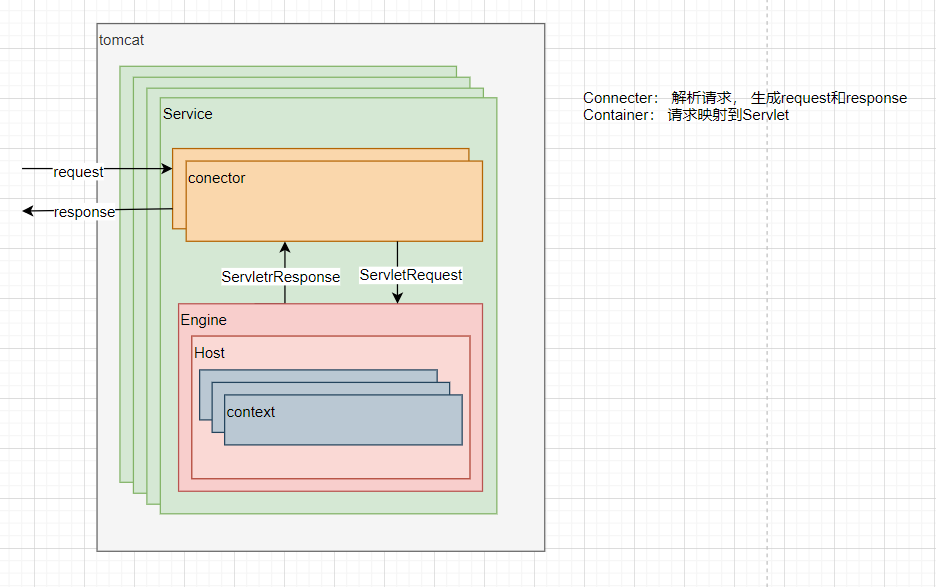 tomcat
Service
Connecter： 解析请求， 生成request和response
Container： 请求映射到Servlet
request
conector
response
ServletrResponse
ServletRequest
Engine
Host
context